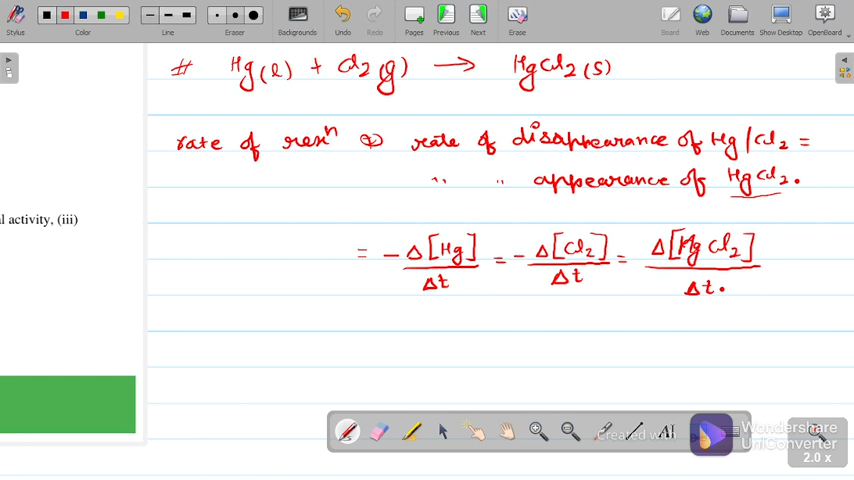 Stylus Color Line Eraser Backgrounds Undo Redo Pages Previous Next Erase Board Web Documents Show Desktop OpenBoard
# Hg(l) + Cl2(g) → HgCl2(s)
rate of reaxⁿ rate of disappearance of Hg/Cl2 =
" " appearance of HgCl2.
l activity, (iii)
= - Δ[Hg]/Δt = - Δ[Cl2]/Δt = Δ[HgCl2]/Δt.
Created with Wondershare UniConverter
2.0 x